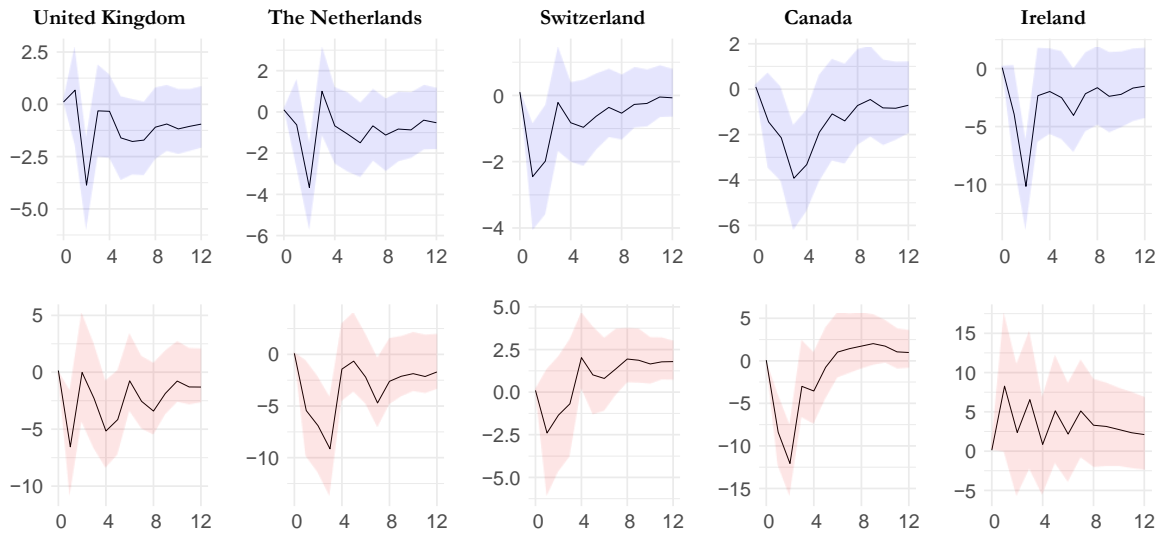 United Kingdom The Netherlands Switzerland Canada Ireland
2.5 0.0 −2.5 −5.0
2 0 −2 −4 −6
0 −2 −4
2 0 −2 −4 −6
0 −5 −10
0 4 8 12 0 4 8 12 0 4 8 12 0 4 8 12 0 4 8 12
5 0 −5 −10
0 −5 −10
5.0 2.5 0.0 −2.5 −5.0
5 0 −5 −10 −15
15 10 5 0 −5
0 4 8 12 0 4 8 12 0 4 8 12 0 4 8 12 0 4 8 12